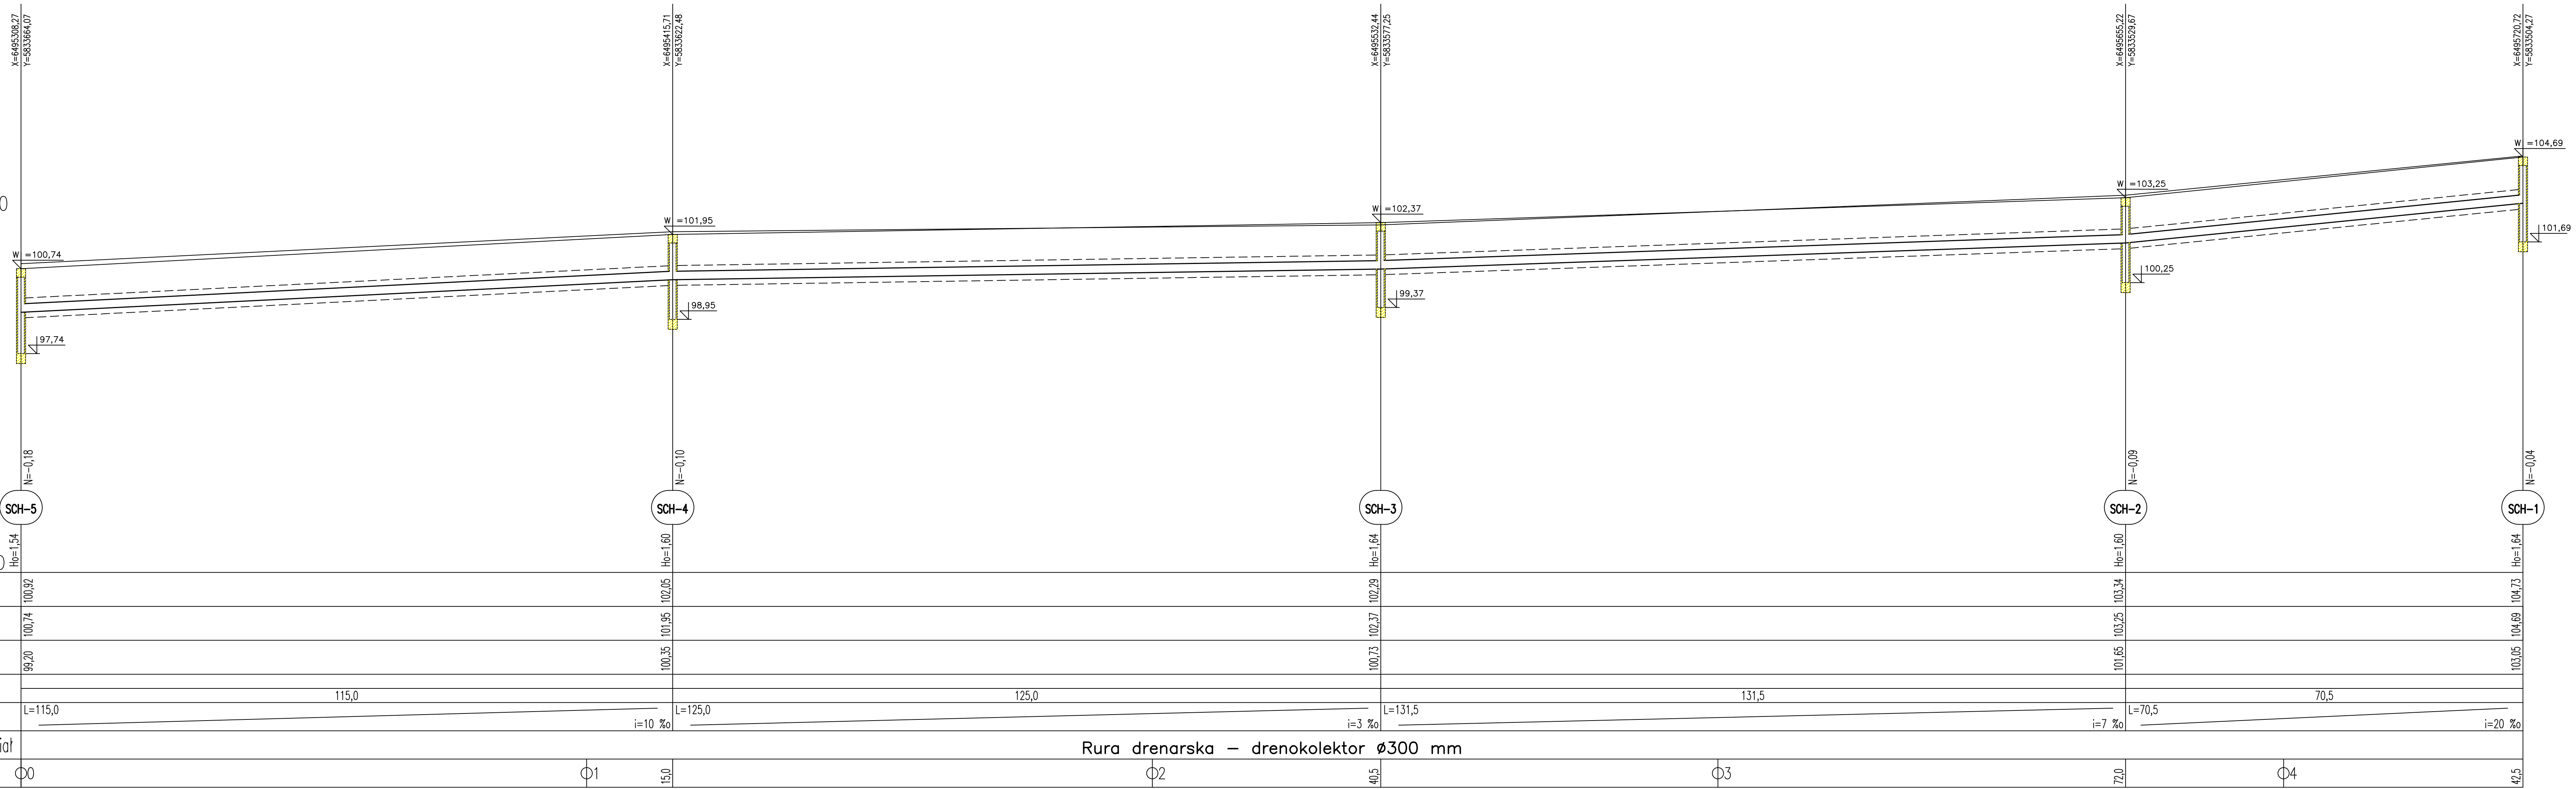 X=6495308,27
Y=5833664,07
X=6495415,71
Y=5833622,48
X=6495532,44
Y=5833577,25
X=6495655,22
Y=5833529,67
X=6495720,72
Y=5833504,27
W =100,74
W =101,95
W =102,37
W =103,25
W =104,69
97,74
98,95
99,37
100,25
101,69
N=-0,18
N=-0,10
N=-0,09
N=-0,04
SCH-5
SCH-4
SCH-3
SCH-2
SCH-1
Ho=1,54
Ho=1,60
Ho=1,64
Ho=1,60
Ho=1,64
100,92
102,05
102,29
103,34
104,73
100,74
101,95
102,37
103,25
104,69
99,20
100,35
100,73
101,65
103,05
115,0
125,0
131,5
70,5
L=115,0
i=10 ‰
L=125,0
i=3 ‰
L=131,5
i=7 ‰
L=70,5
i=20 ‰
Rura drenarska – drenokolektor Ø300 mm
0
1
15,0
2
40,5
3
72,0
4
42,5